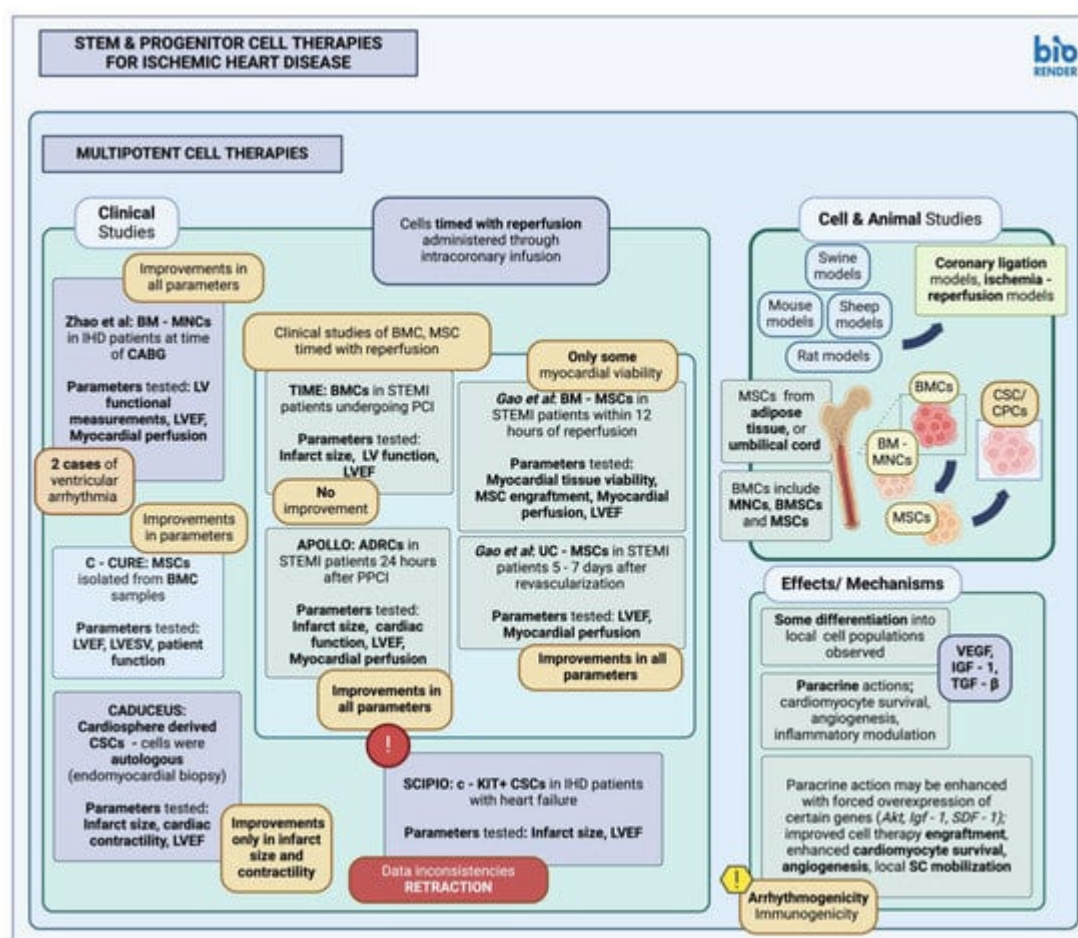 STEM & PROGENITOR CELL THERAPIES
FOR ISCHEMIC HEART DISEASE
bio
RENDER
MULTIPOTENT CELL THERAPIES
Clinical
Studies
Cells timed with reperfusion
administered through
intracoronary infusion
Improvements in
all parameters
Zhao et al: BM - MNCs
in IHD patients at time
of CABG
Parameters tested: LV
functional
measurements, LVEF,
Myocardial perfusion
2 cases of
ventricular
arrhythmia
Improvements
in parameters
C - CURE: MSCs
isolated from BMC
samples
Parameters tested:
LVEF, LVESV, patient
function
CADUCEUS:
Cardiosphere derived
CSCs - cells were
autologous
(endomyocardial biopsy)
Parameters tested:
Infarct size, cardiac
contractility, LVEF
Improvements
only in infarct
size and
contractility
Clinical studies of BMC, MSC
timed with reperfusion
TIME: BMCs in STEMI
patients undergoing PCI
Parameters tested:
Infarct size, LV function,
LVEF
No
improvement
APOLLO: ADRCs in
STEMI patients 24 hours
after PPCI
Parameters tested:
Infarct size, cardiac
function, LVEF,
Myocardial perfusion
Improvements in
all parameters
Only some
myocardial viability
Gao et al: BM - MSCs in
STEMI patients within 12
hours of reperfusion
Parameters tested:
Myocardial tissue viability,
MSC engraftment, Myocardial
perfusion, LVEF
Gao et al: UC - MSCs in STEMI
patients 5 - 7 days after
revascularization
Parameters tested: LVEF,
Myocardial perfusion
Improvements in all
parameters
!
SCIPIO: c - KIT+ CSCs in IHD patients
with heart failure
Parameters tested: Infarct size, LVEF
Data inconsistencies
RETRACTION
Cell & Animal Studies
Swine
models
Mouse
models
Sheep
models
Rat models
Coronary ligation
models, ischemia -
reperfusion models
MSCs from
adipose
tissue, or
umbilical cord
BMCs include
MNCs, BMSCs
and MSCs
BMCs
BM -
MNCs
MSCs
CSC/
CPCs
Effects/ Mechanisms
Some differentiation into
local cell populations
observed
VEGF,
IGF - 1,
TGF - β
Paracrine actions;
cardiomyocyte survival,
angiogenesis,
inflammatory modulation
Paracrine action may be enhanced
with forced overexpression of
certain genes (Akt, Igf - 1, SDF - 1);
improved cell therapy engraftment,
enhanced cardiomyocyte survival,
angiogenesis, local SC mobilization
!
Arrhythmogenicity
Immunogenicity